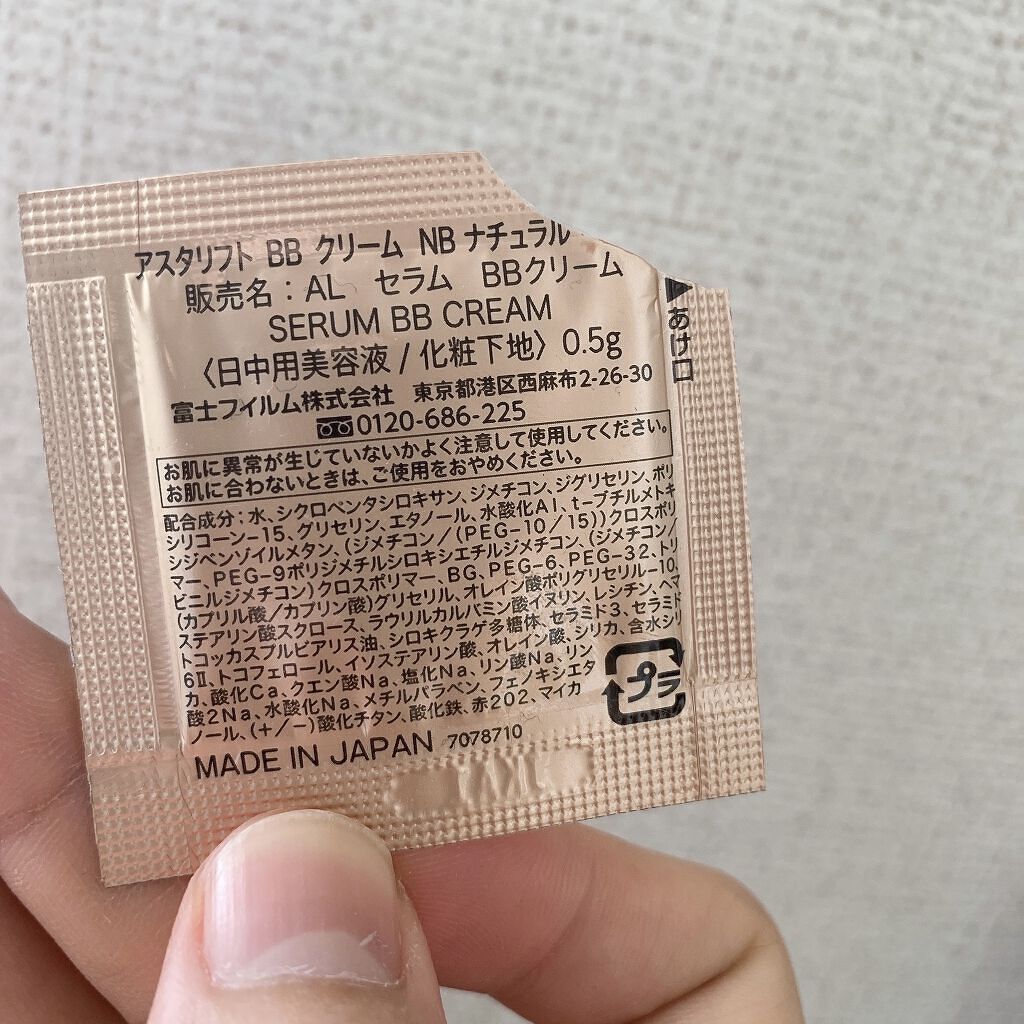 アスタリフト BB クリーム NB ナチュラル
販売名：AL セラム BBクリーム
SERUM BB CREAM
〈日中用美容液 / 化粧下地〉 0.5g
富士フイルム株式会社 東京都港区西麻布2-26-30
0120-686-225
お肌に異常が生じていないかよく注意して使用してください。
お肌に合わないときは、ご使用をおやめください。
配合成分：水、シクロペンタシロキサン、ジメチコン、ジグリセリン、ポリ
シリコーン-15、グリセリン、エタノール、水酸化Al、t-ブチルメトキ
シジベンゾイルメタン、(ジメチコン/(PEG-10/15))クロスポリ
マー、PEG-9ポリジメチルシロキシエチルジメチコン、(ジメチコン/
ビニルジメチコン)クロスポリマー、BG、PEG-6、PEG-32、トリ
(カプリル酸/カプリン酸)グリセリル、オレイン酸ポリグリセリル-10、
ステアリン酸スクロース、ラウリルカルバミン酸イヌリン、レシチン、ヘマ
トコッカスプルビアリス油、シロキクラゲ多糖体、セラミド3、セラミド
6Ⅱ、トコフェロール、イソステアリン酸、オレイン酸、シリカ、含水シリ
カ、酸化Ca、クエン酸Na、塩化Na、リン酸Na、リン
酸2Na、水酸化Na、メチルパラベン、フェノキシエタ
ノール、(+/-)酸化チタン、酸化鉄、赤202、マイカ
MADE IN JAPAN 7078710
▶あけ口
プラ